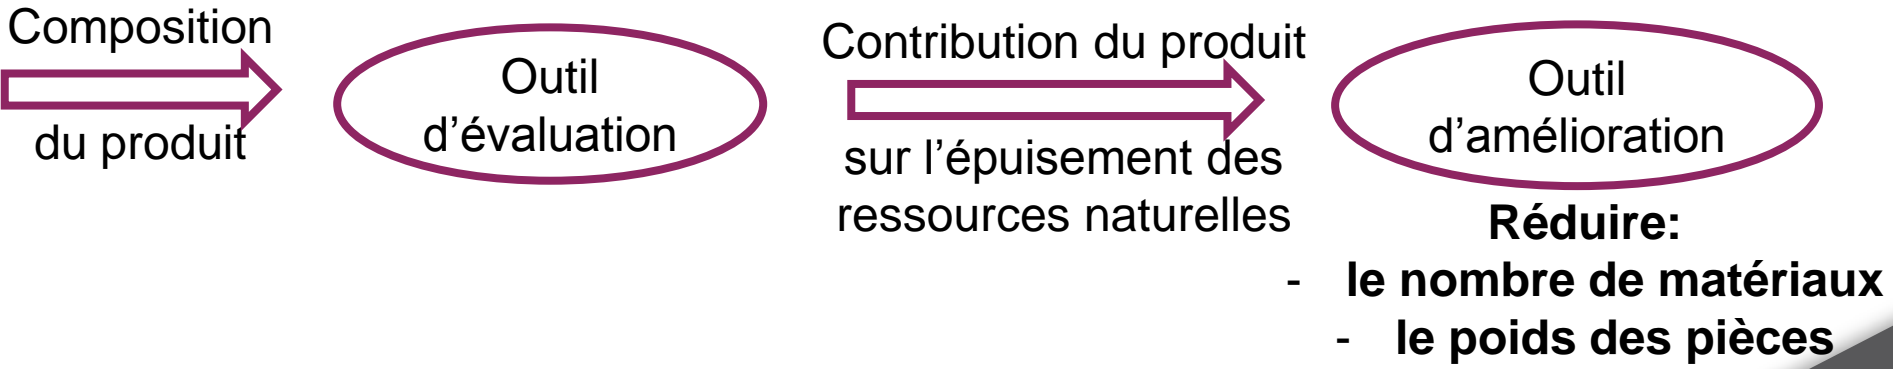 Composition
du produit
Outil
d’évaluation
Contribution du produit
sur l’épuisement des
ressources naturelles
Outil
d’amélioration
Réduire:
- le nombre de matériaux
- le poids des pièces